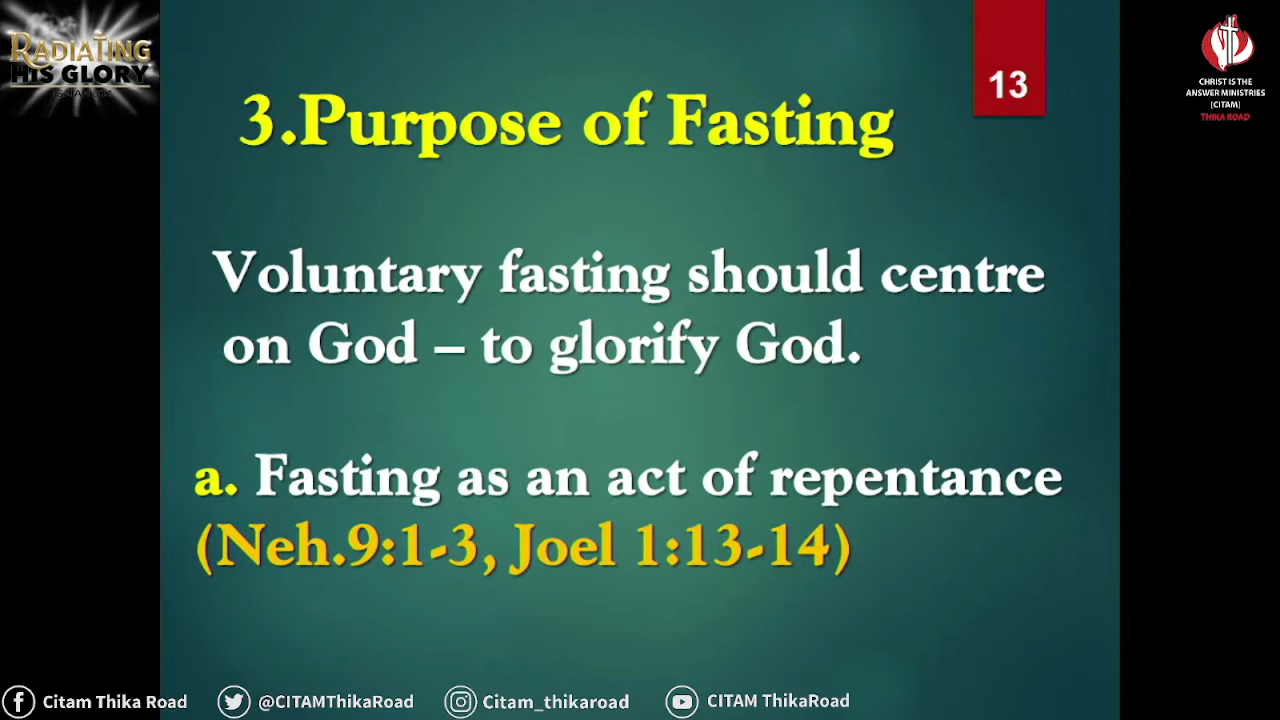 RADIATING
HIS GLORY
13
CHRIST IS THE
ANSWER MINISTRIES
(CITAM)
THIKA ROAD
3.Purpose of Fasting
Voluntary fasting should centre
on God – to glorify God.
a. Fasting as an act of repentance
(Neh.9:1-3, Joel 1:13-14)
Citam Thika Road
@CITAMThikaRoad
Citam_thikaroad
CITAM ThikaRoad